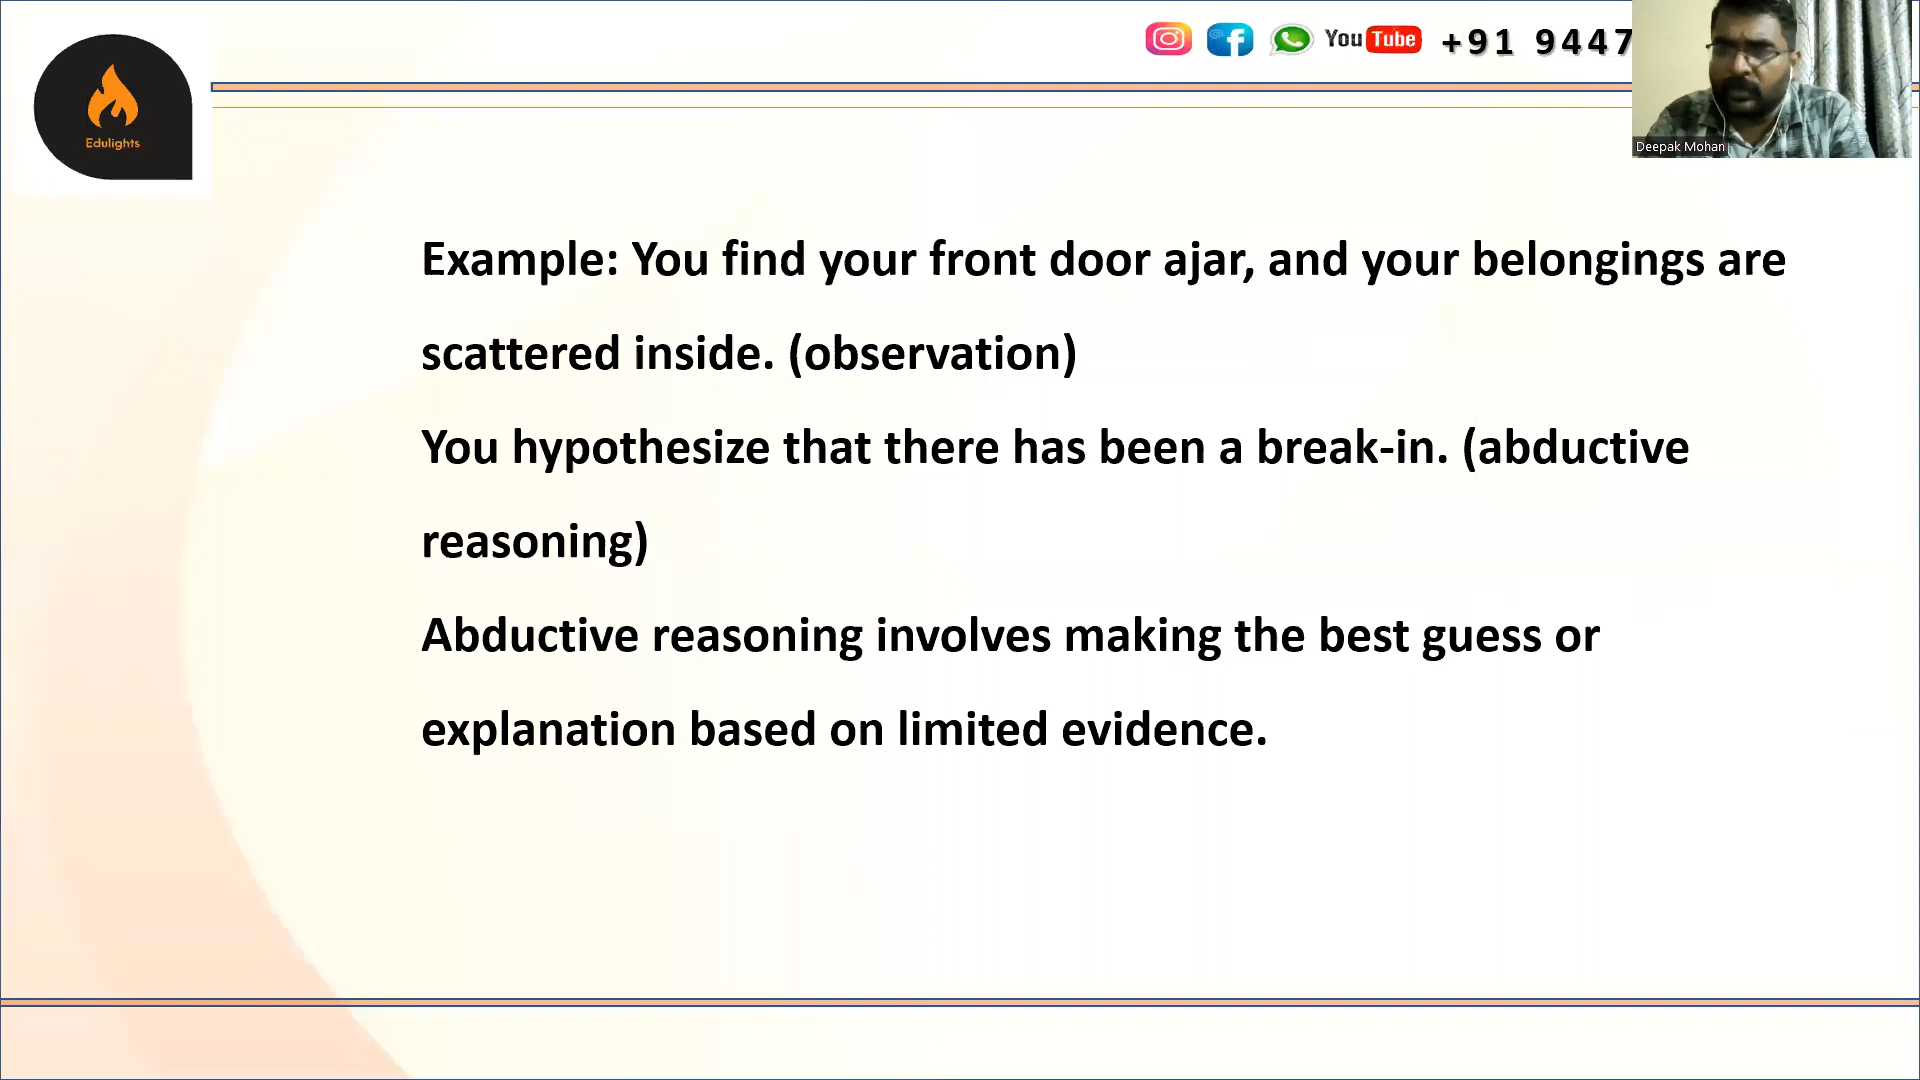 You Tube +91 9447
Deepak Mohan
Edulights
Example: You find your front door ajar, and your belongings are
scattered inside. (observation)
You hypothesize that there has been a break-in. (abductive
reasoning)
Abductive reasoning involves making the best guess or
explanation based on limited evidence.